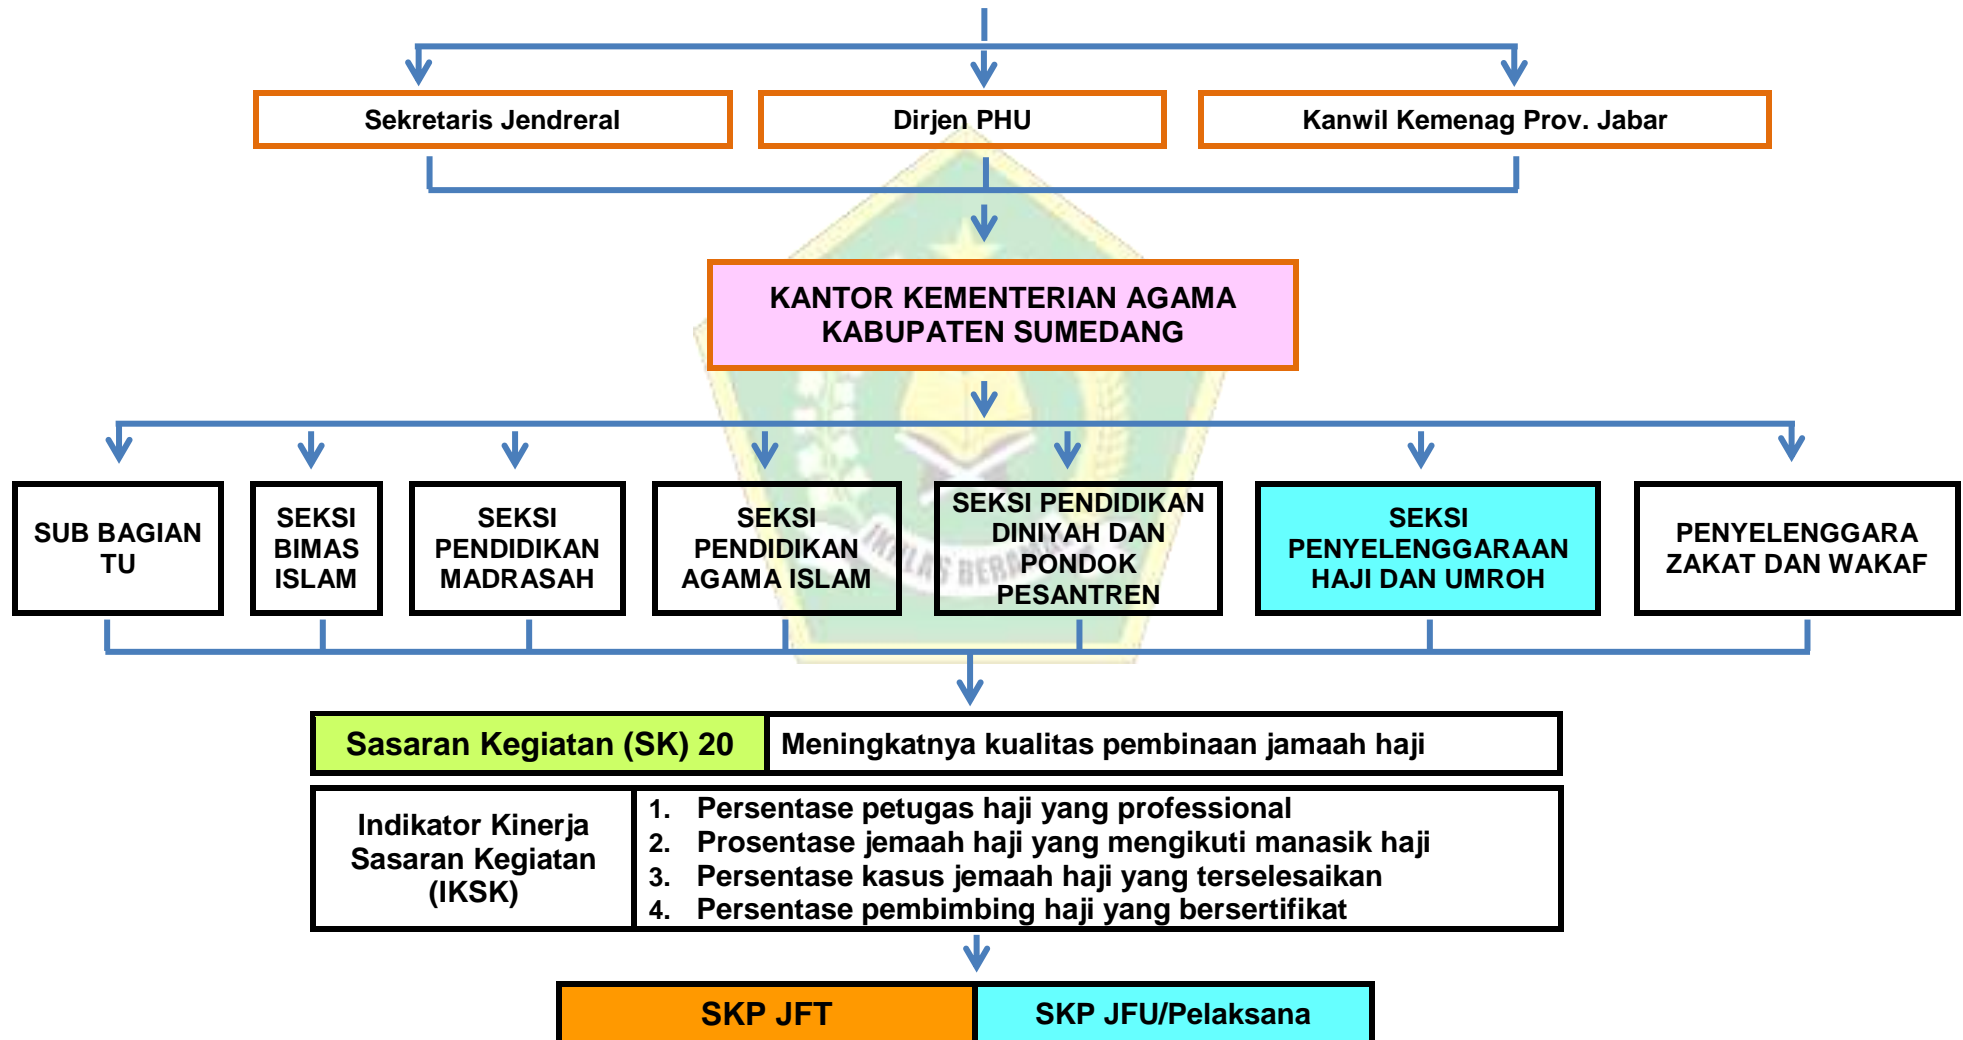 Sekretaris Jendreral
Dirjen PHU
Kanwil Kemenag Prov. Jabar
KANTOR KEMENTERIAN AGAMA
KABUPATEN SUMEDANG
SUB BAGIAN
TU
SEKSI
BIMAS
ISLAM
SEKSI
PENDIDIKAN
MADRASAH
SEKSI
PENDIDIKAN
AGAMA ISLAM
SEKSI PENDIDIKAN
DINIYAH DAN
PONDOK
PESANTREN
SEKSI
PENYELENGGARAAN
HAJI DAN UMROH
PENYELENGGARA
ZAKAT DAN WAKAF
IKHLAS BERAMAL
Sasaran Kegiatan (SK) 20
Meningkatnya kualitas pembinaan jamaah haji
Indikator Kinerja
Sasaran Kegiatan
(IKSK)
1. Persentase petugas haji yang professional
2. Prosentase jemaah haji yang mengikuti manasik haji
3. Persentase kasus jemaah haji yang terselesaikan
4. Persentase pembimbing haji yang bersertifikat
SKP JFT
SKP JFU/Pelaksana